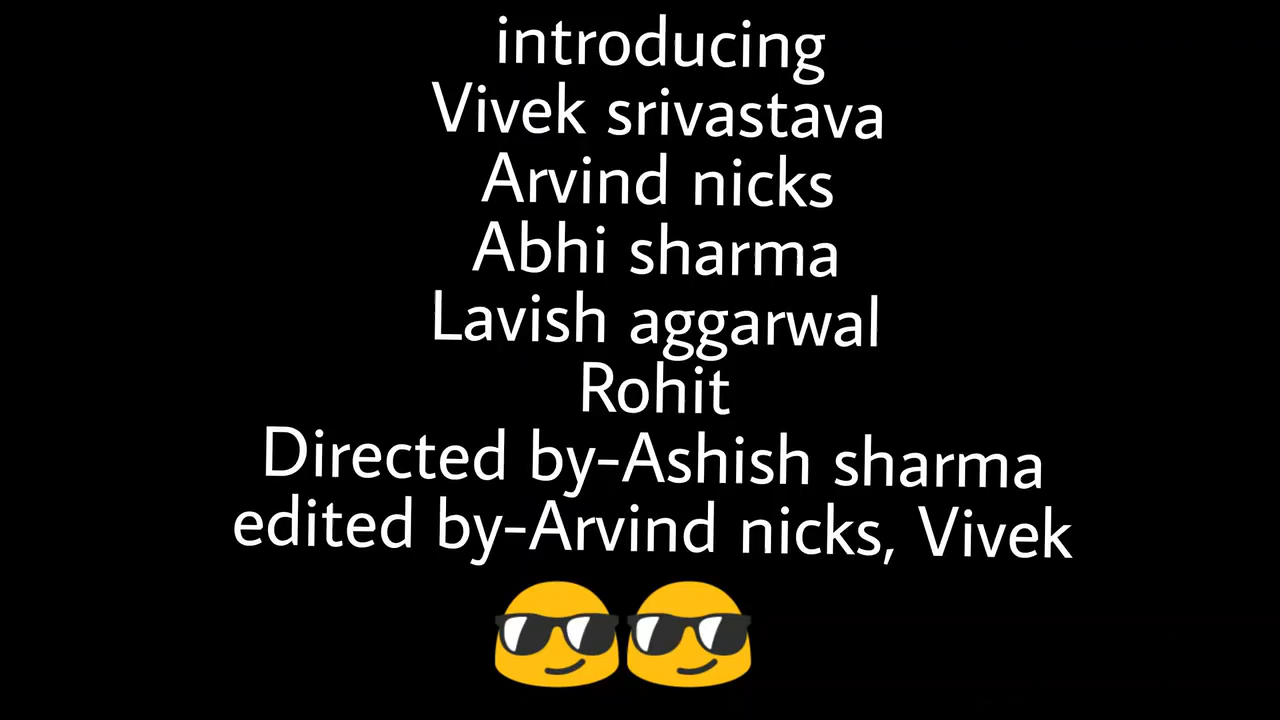 introducing
Vivek srivastava
Arvind nicks
Abhi sharma
Lavish aggarwal
Rohit
Directed by-Ashish sharma
edited by-Arvind nicks, Vivek
😎😎